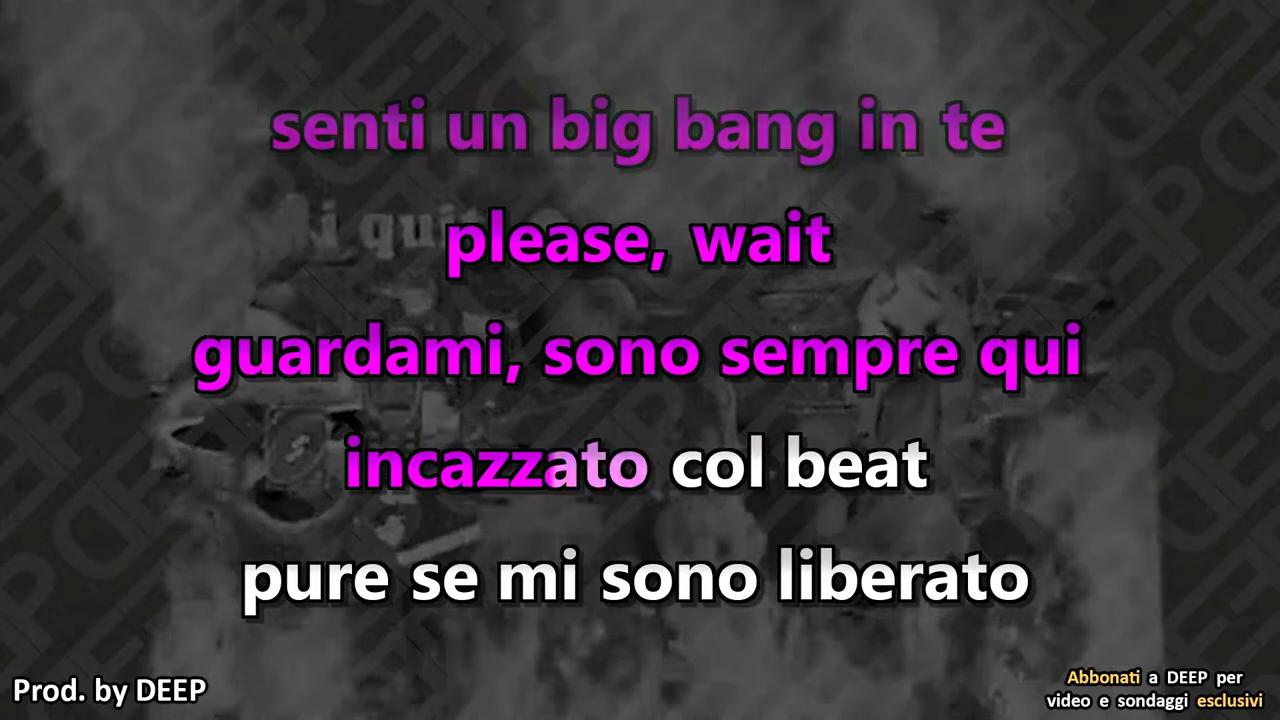 senti un big bang in te
please, wait
guardami, sono sempre qui
incazzato col beat
pure se mi sono liberato
Prod. by DEEP
Abbonati a DEEP per
video e sondaggi esclusivi
DEEP